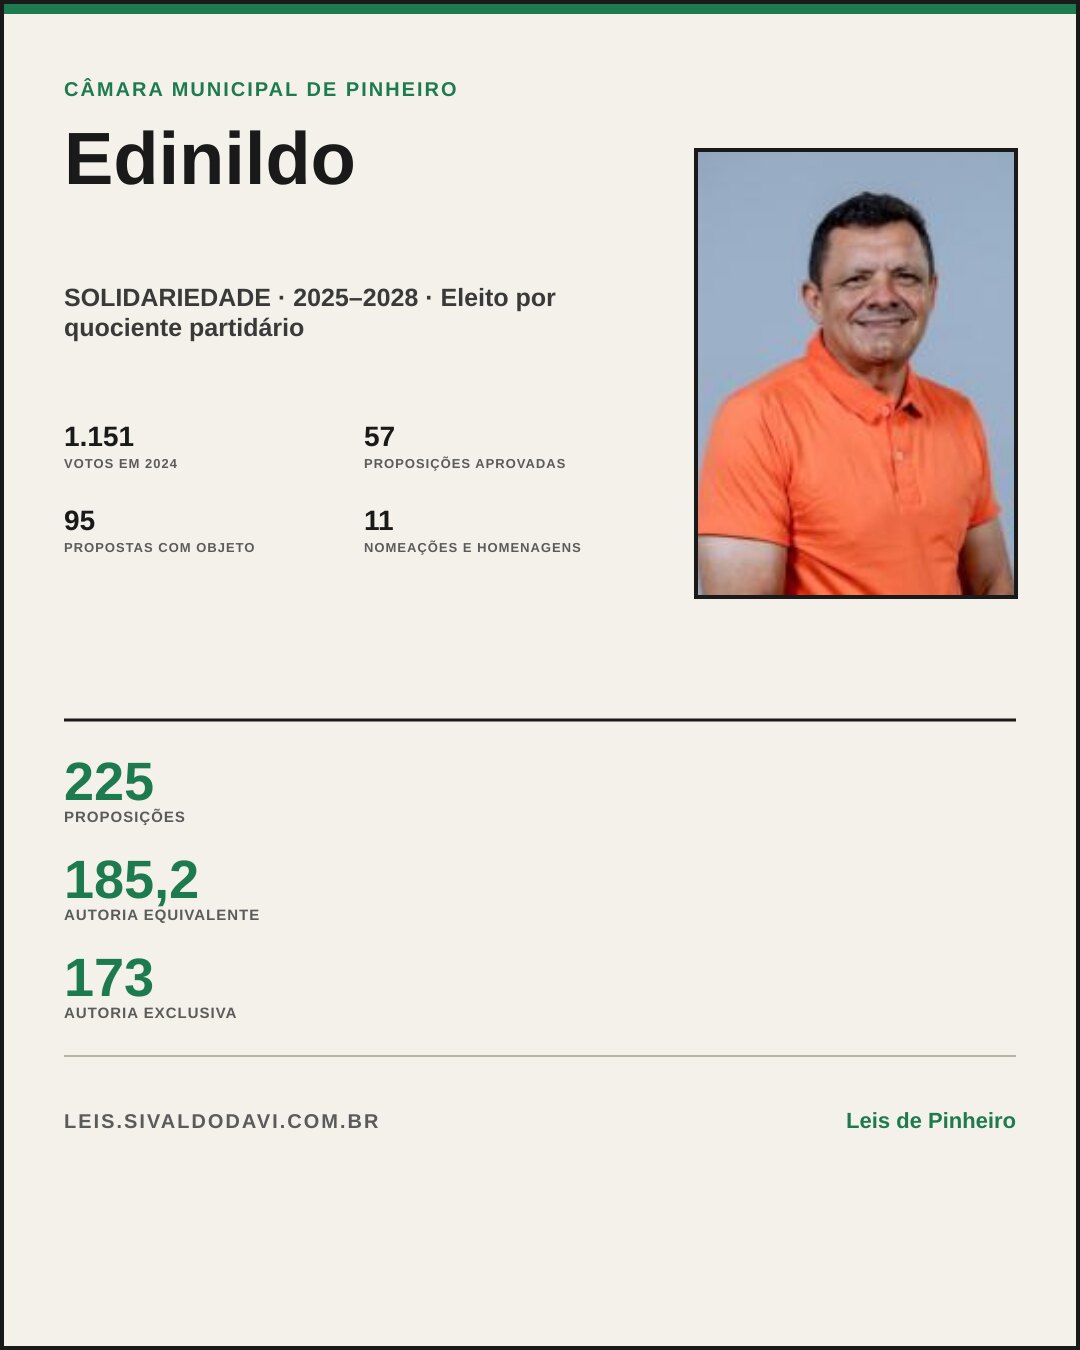 CÂMARA MUNICIPAL DE PINHEIRO
Edinildo
SOLIDARIEDADE · 2025–2028 · Eleito por
quociente partidário
1.151
VOTOS EM 2024
57
PROPOSIÇÕES APROVADAS
95
PROPOSTAS COM OBJETO
11
NOMEAÇÕES E HOMENAGENS
225
PROPOSIÇÕES
185,2
AUTORIA EQUIVALENTE
173
AUTORIA EXCLUSIVA
LEIS.SIVALDODAVI.COM.BR
Leis de Pinheiro